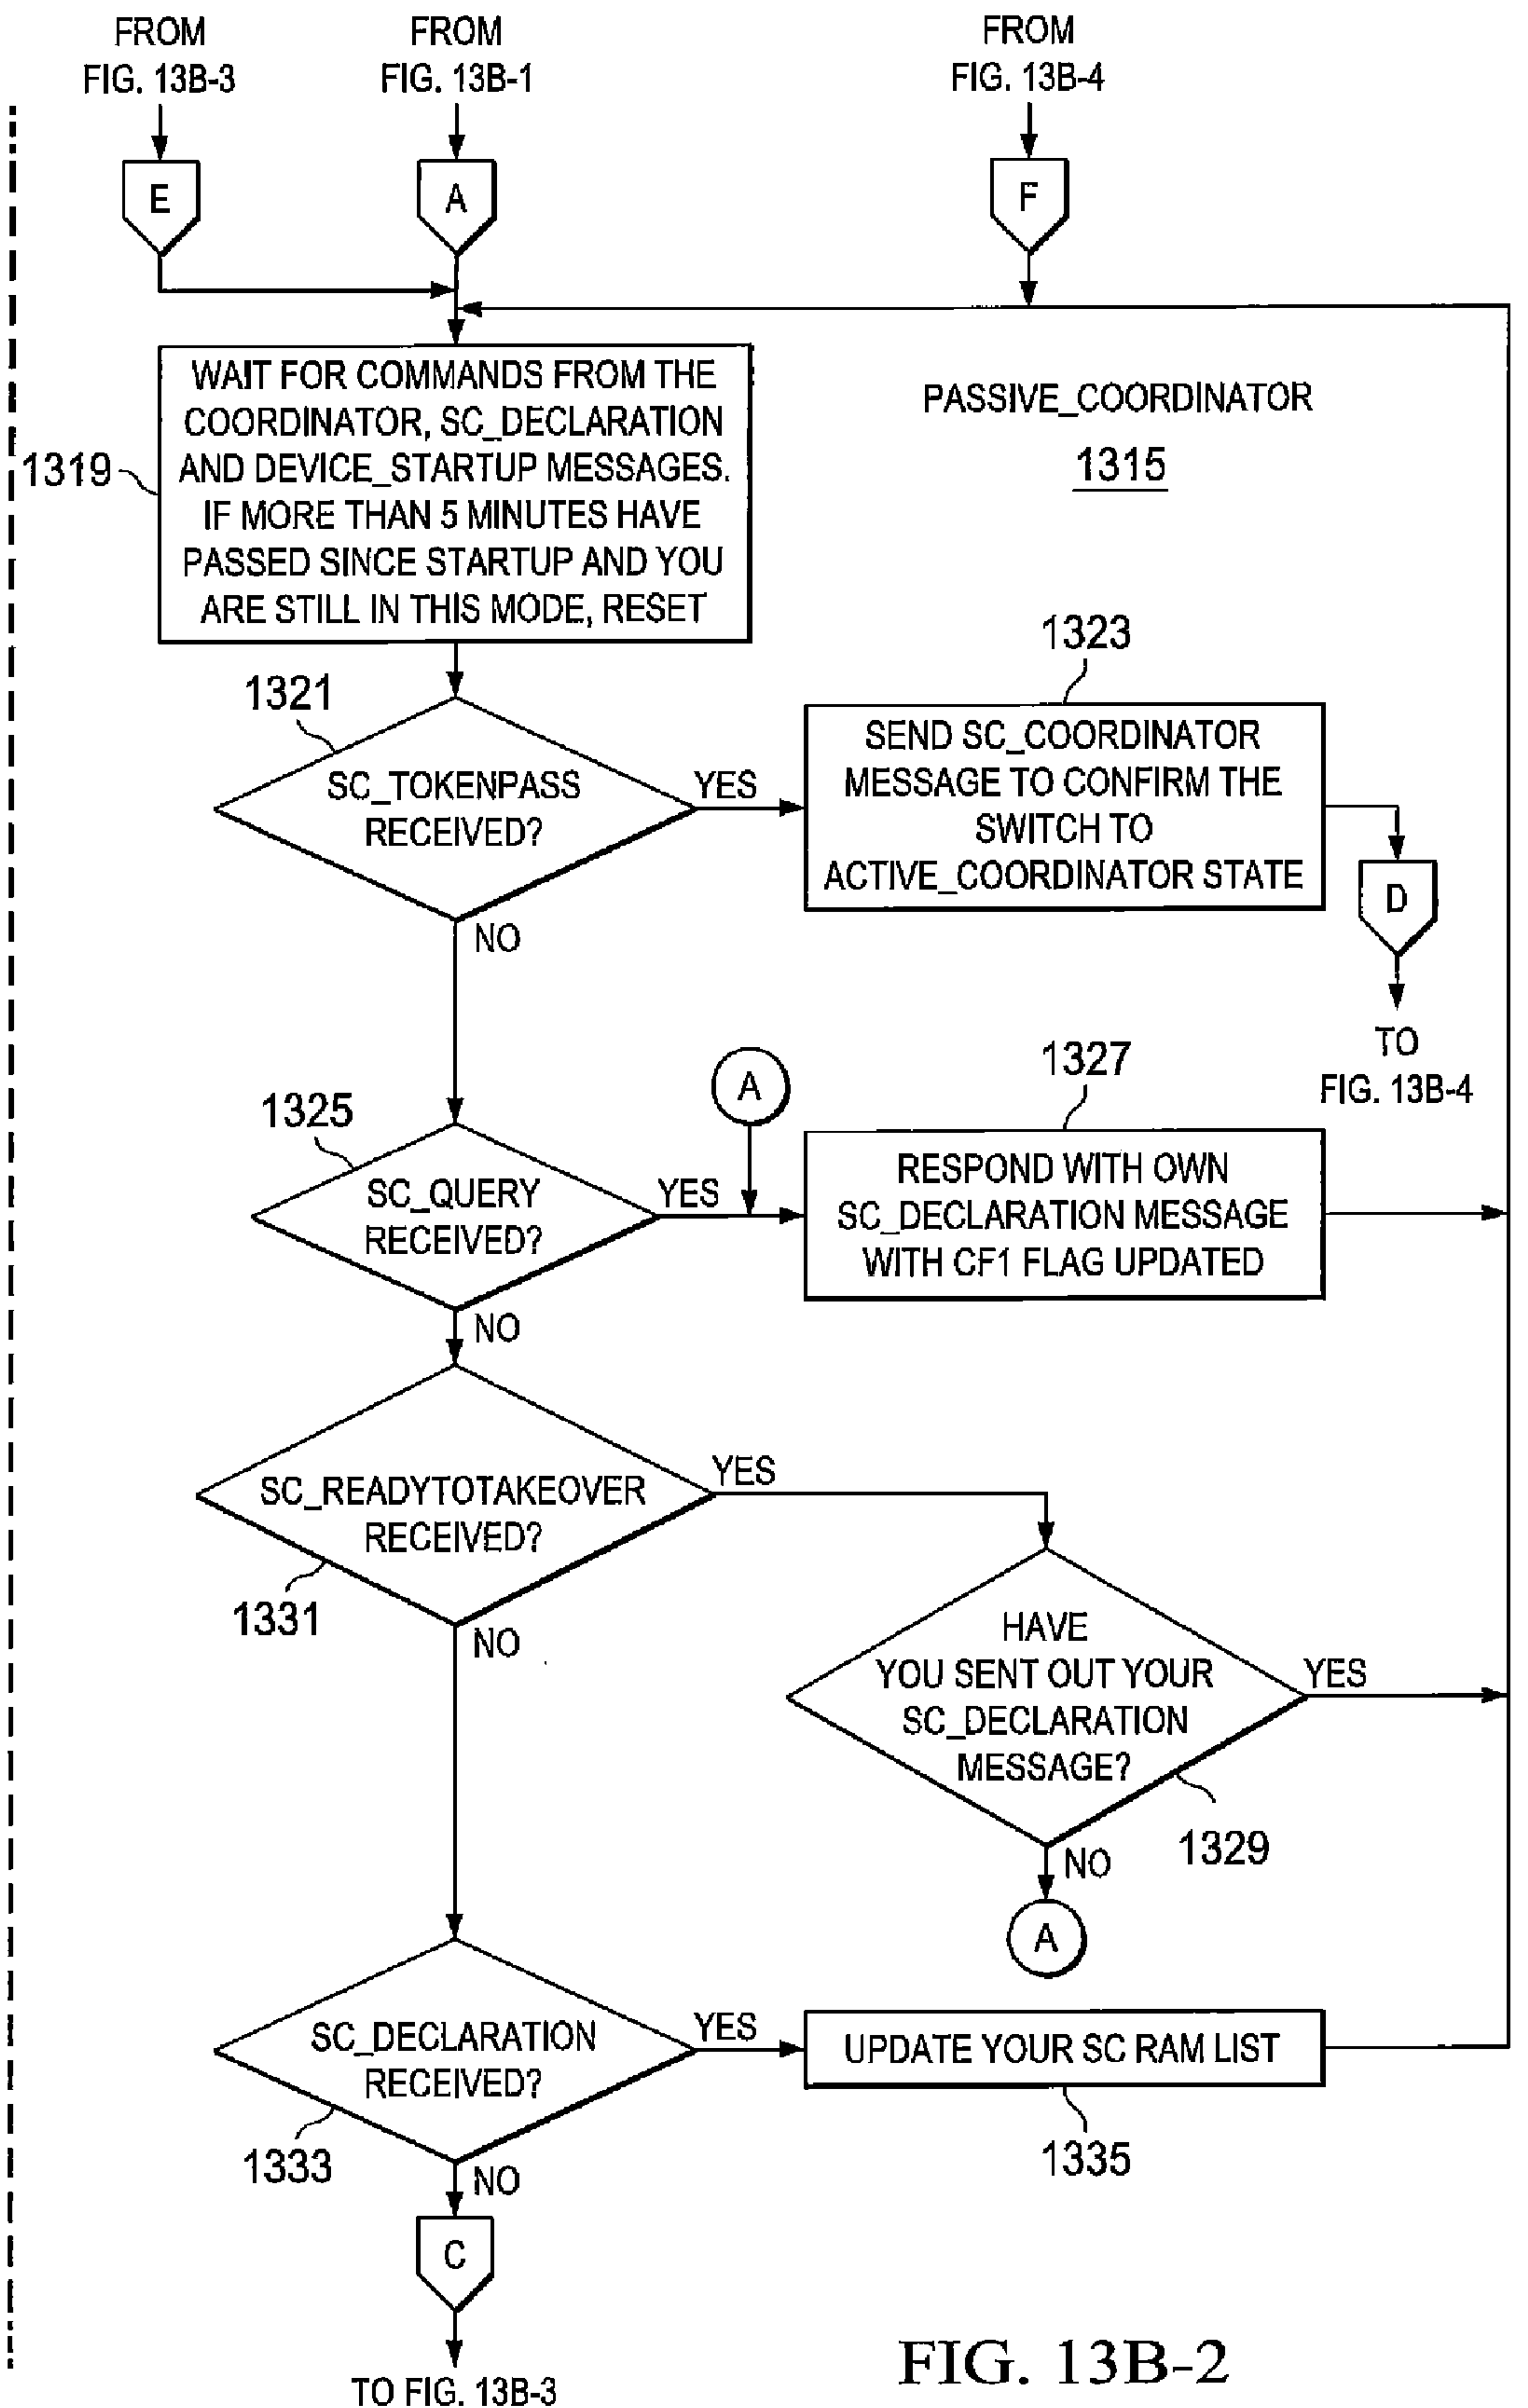 FROM
FIG. 13B-3
FROM
FIG. 13B-1
FROM
FIG. 13B-4
E
A
F
WAIT FOR COMMANDS FROM THE
COORDINATOR, SC_DECLARATION
AND DEVICE_STARTUP MESSAGES.
IF MORE THAN 5 MINUTES HAVE
PASSED SINCE STARTUP AND YOU
ARE STILL IN THIS MODE, RESET
1319
PASSIVE_COORDINATOR
1315
1321
SC_TOKENPASS
RECEIVED?
YES
NO
1323
SEND SC_COORDINATOR
MESSAGE TO CONFIRM THE
SWITCH TO
ACTIVE_COORDINATOR STATE
D
TO
FIG. 13B-4
1325
SC_QUERY
RECEIVED?
YES
NO
A
1327
RESPOND WITH OWN
SC_DECLARATION MESSAGE
WITH CF1 FLAG UPDATED
SC_READYTOTAKEOVER
RECEIVED?
YES
1331
NO
HAVE
YOU SENT OUT YOUR
SC_DECLARATION
MESSAGE?
YES
1329
NO
A
SC_DECLARATION
RECEIVED?
YES
1333
NO
UPDATE YOUR SC RAM LIST
1335
C
TO FIG. 13B-3
FIG. 13B-2